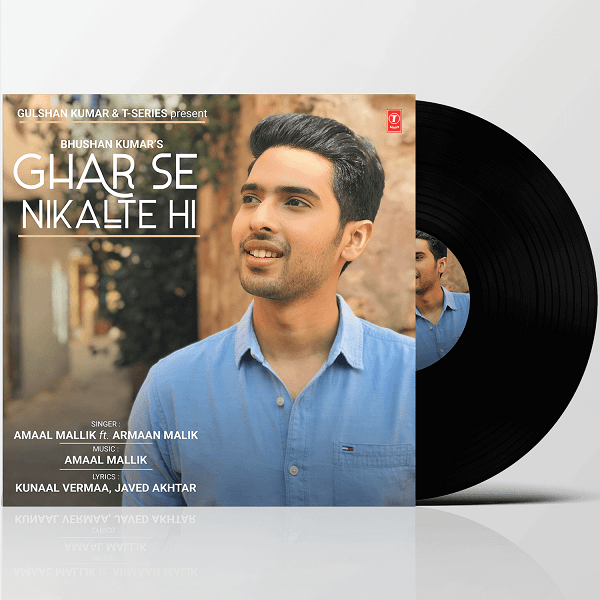 GULSHAN KUMAR & T-SERIES present
BHUSHAN KUMAR'S
GHAR SE
NIKALTE HI
T
SINGER :
AMAAL MALLIK ft. ARMAAN MALIK
MUSIC :
AMAAL MALLIK
LYRICS :
KUNAAL VERMAA, JAVED AKHTAR